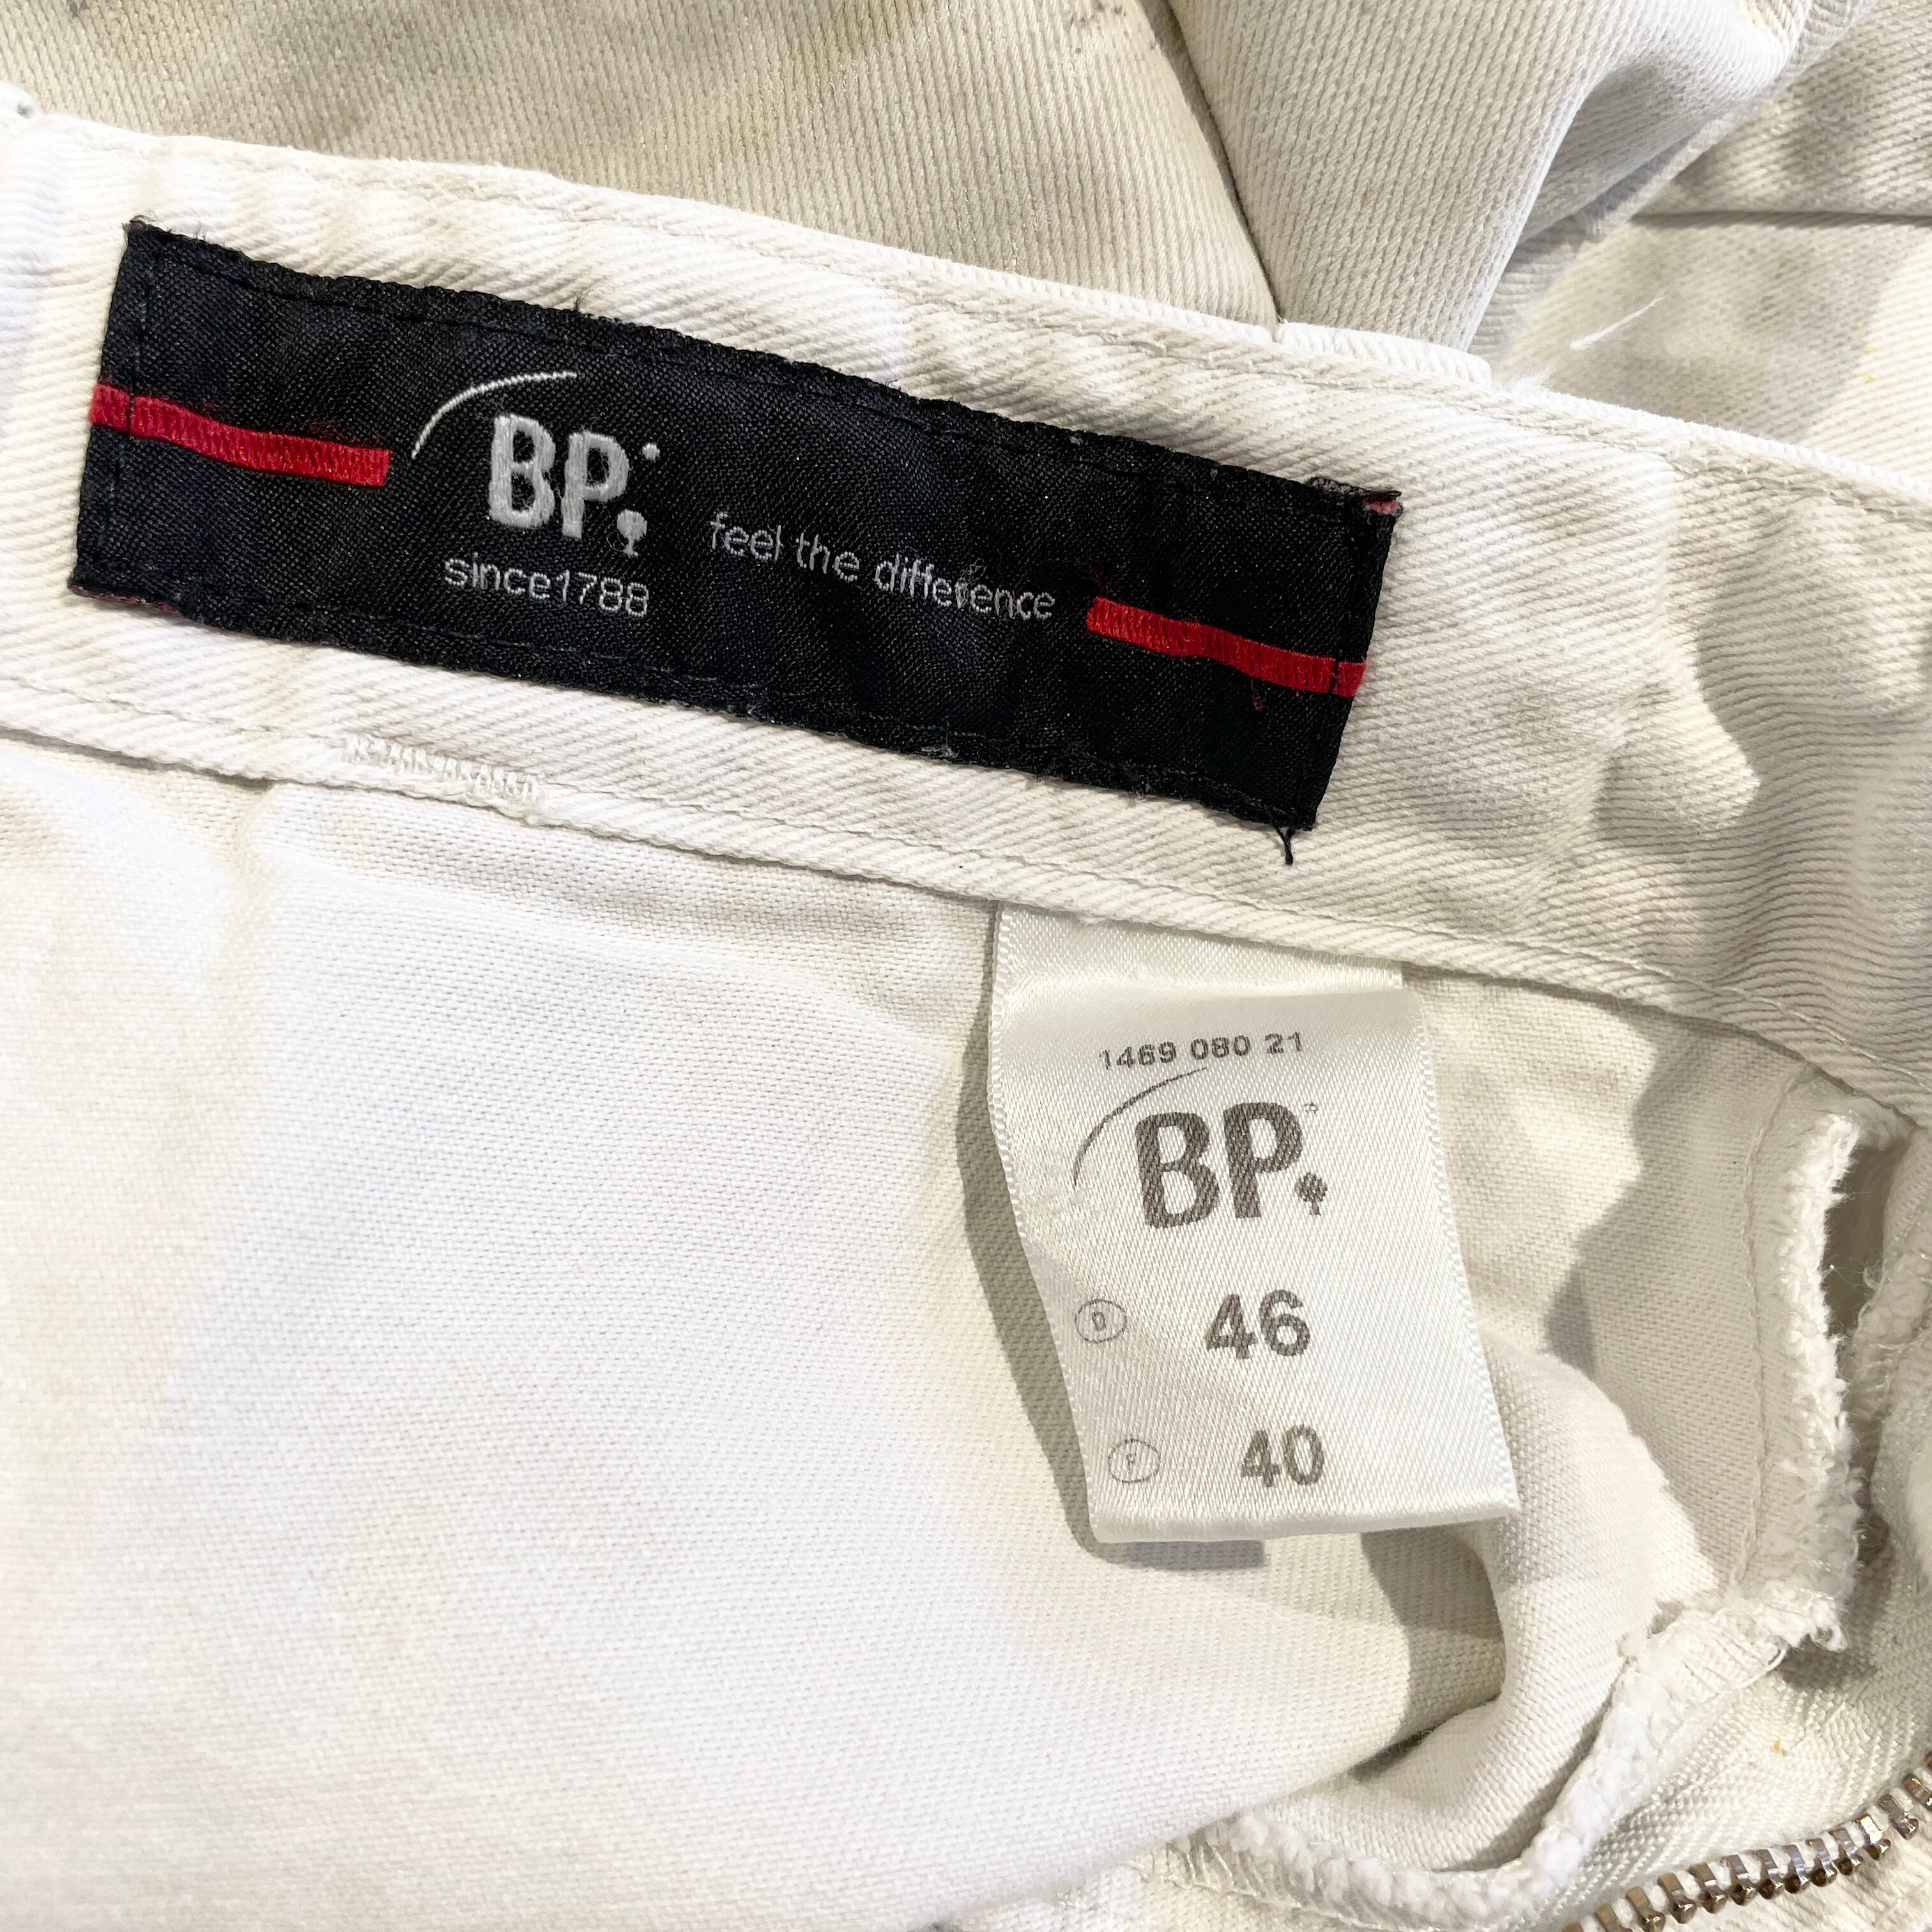 BP.
since1788
feel the difference
1469 080 21
BP.
D 46
F 40